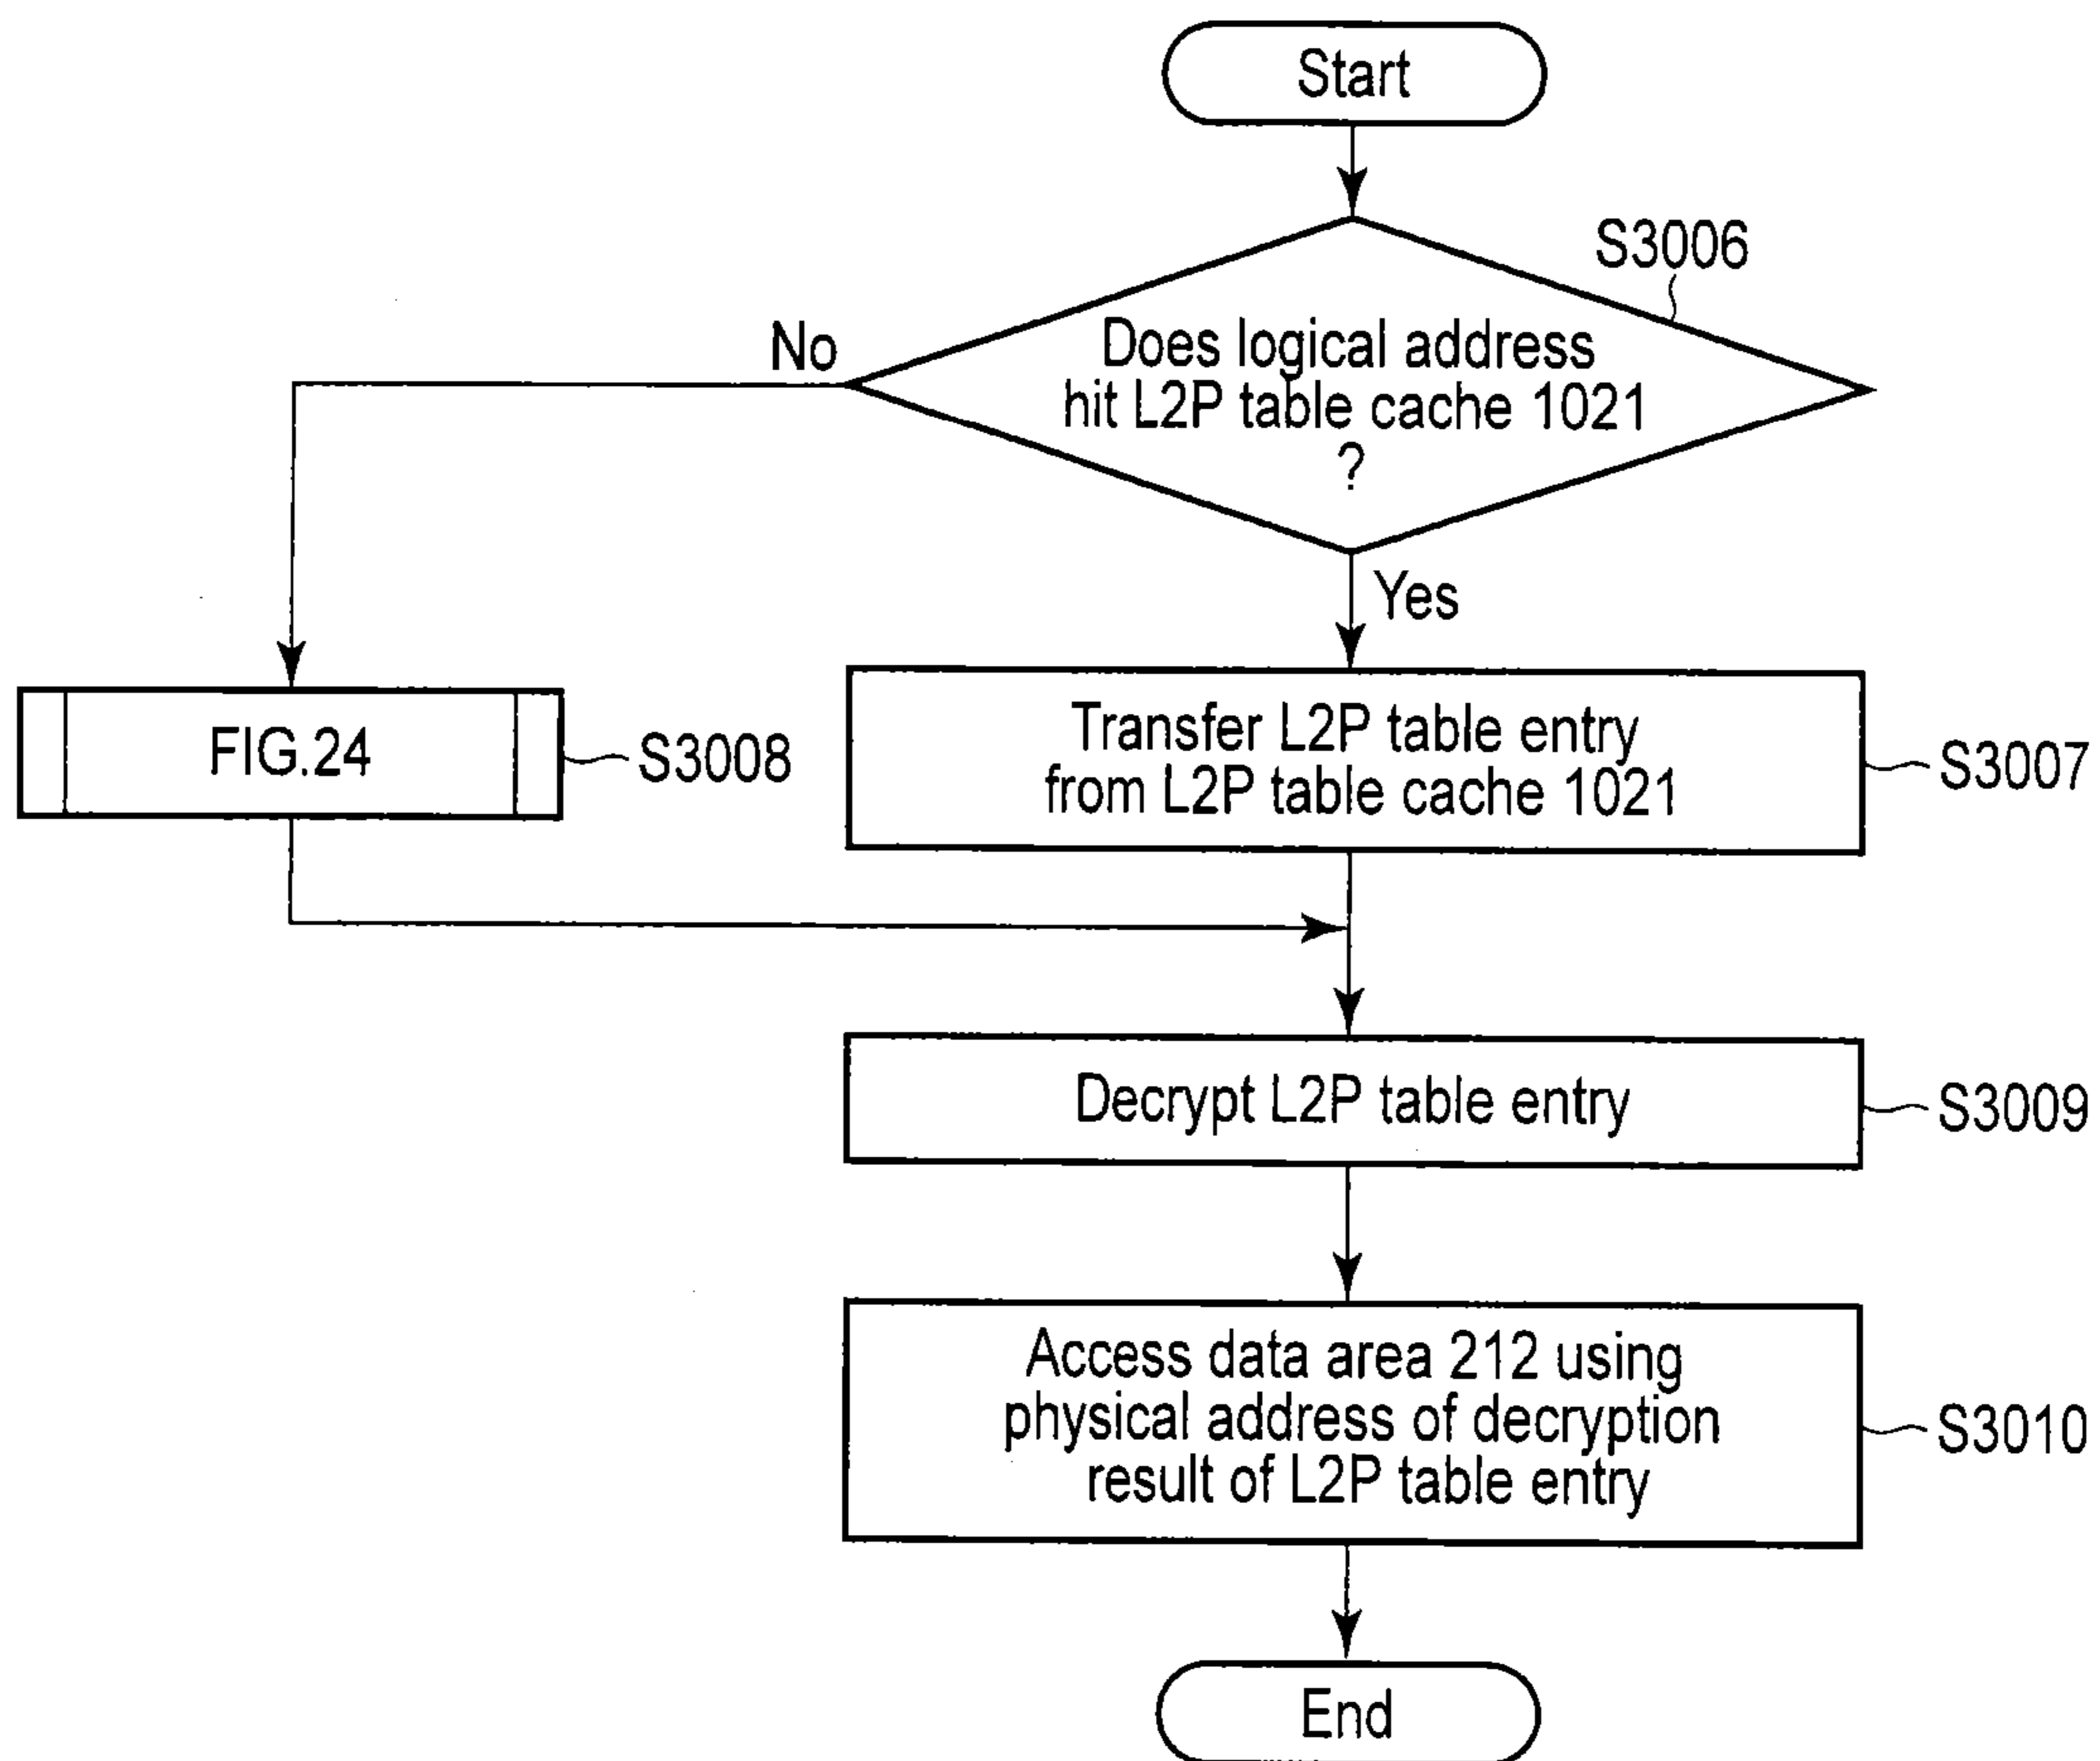 Start
S3006
No
Does logical address
hit L2P table cache 1021
?
Yes
FIG.24
S3008
Transfer L2P table entry
from L2P table cache 1021
S3007
Decrypt L2P table entry
S3009
Access data area 212 using
physical address of decryption
result of L2P table entry
S3010
End